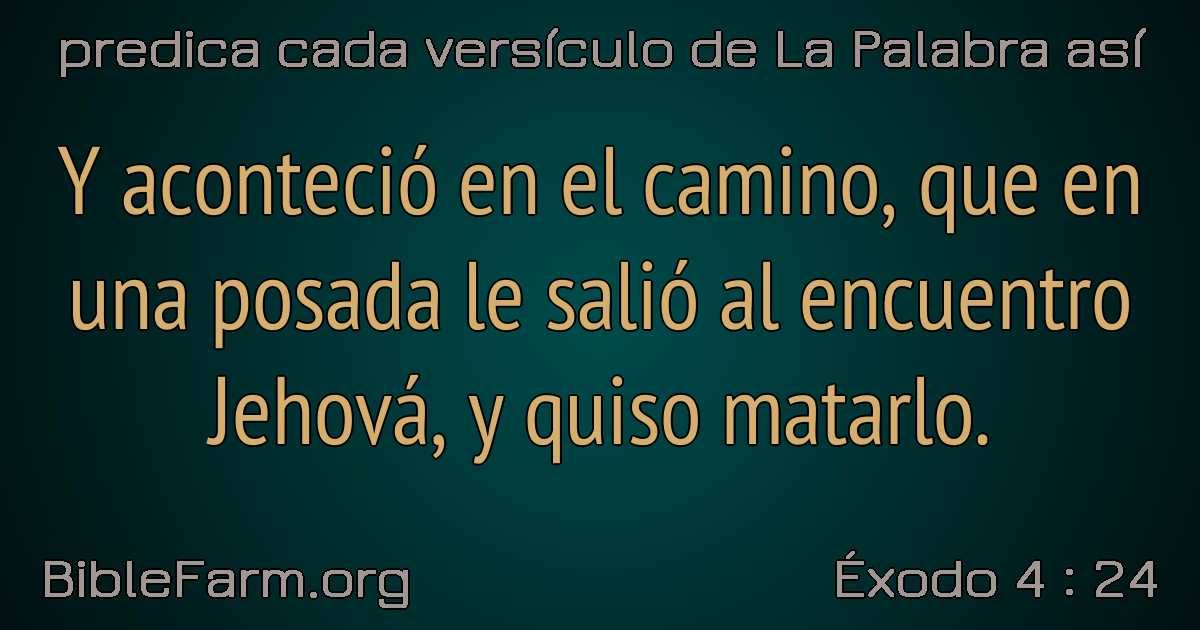 predica cada versículo de La Palabra así
Y aconteció en el camino, que en
una posada le salió al encuentro
Jehová, y quiso matarlo.
BibleFarm.org
Éxodo 4 : 24